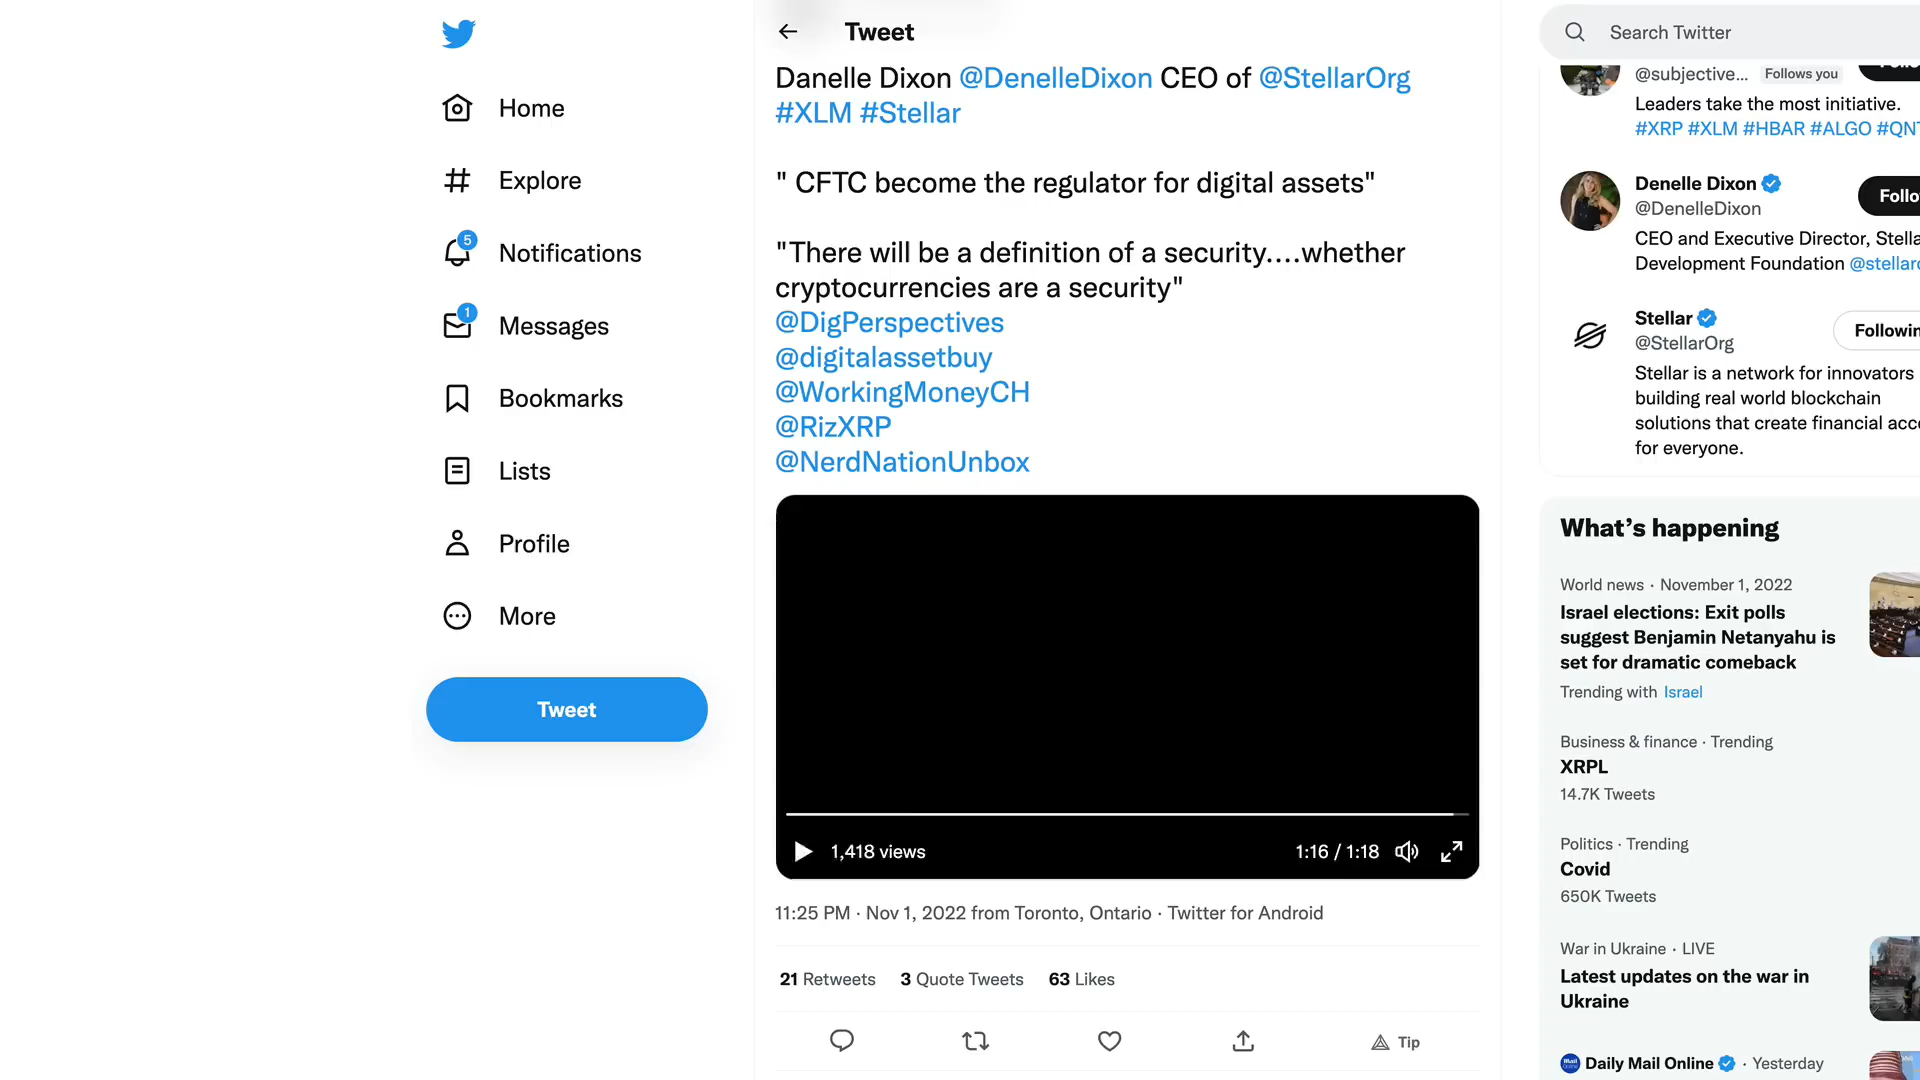 Home
Explore
5
Notifications
1
Messages
Bookmarks
Lists
Profile
More
Tweet
Tweet
Danelle Dixon @DenelleDixon CEO of @StellarOrg
#XLM #Stellar
" CFTC become the regulator for digital assets"
"There will be a definition of a security....whether
cryptocurrencies are a security"
@DigPerspectives
@digitalassetbuy
@WorkingMoneyCH
@RizXRP
@NerdNationUnbox
1,418 views
1:16 / 1:18
11:25 PM · Nov 1, 2022 from Toronto, Ontario · Twitter for Android
21 Retweets 3 Quote Tweets 63 Likes
Tip
Search Twitter
@subjective... Follows you
Leaders take the most initiative.
#XRP #XLM #HBAR #ALGO #QNT
Denelle Dixon
@DenelleDixon
Follo
CEO and Executive Director, Stella
Development Foundation @stellaro
Stellar
@StellarOrg
Followin
Stellar is a network for innovators
building real world blockchain
solutions that create financial acce
for everyone.
What's happening
World news · November 1, 2022
Israel elections: Exit polls
suggest Benjamin Netanyahu is
set for dramatic comeback
Trending with Israel
Business & finance · Trending
XRPL
14.7K Tweets
Politics · Trending
Covid
650K Tweets
War in Ukraine · LIVE
Latest updates on the war in
Ukraine
Daily Mail Online · Yesterday